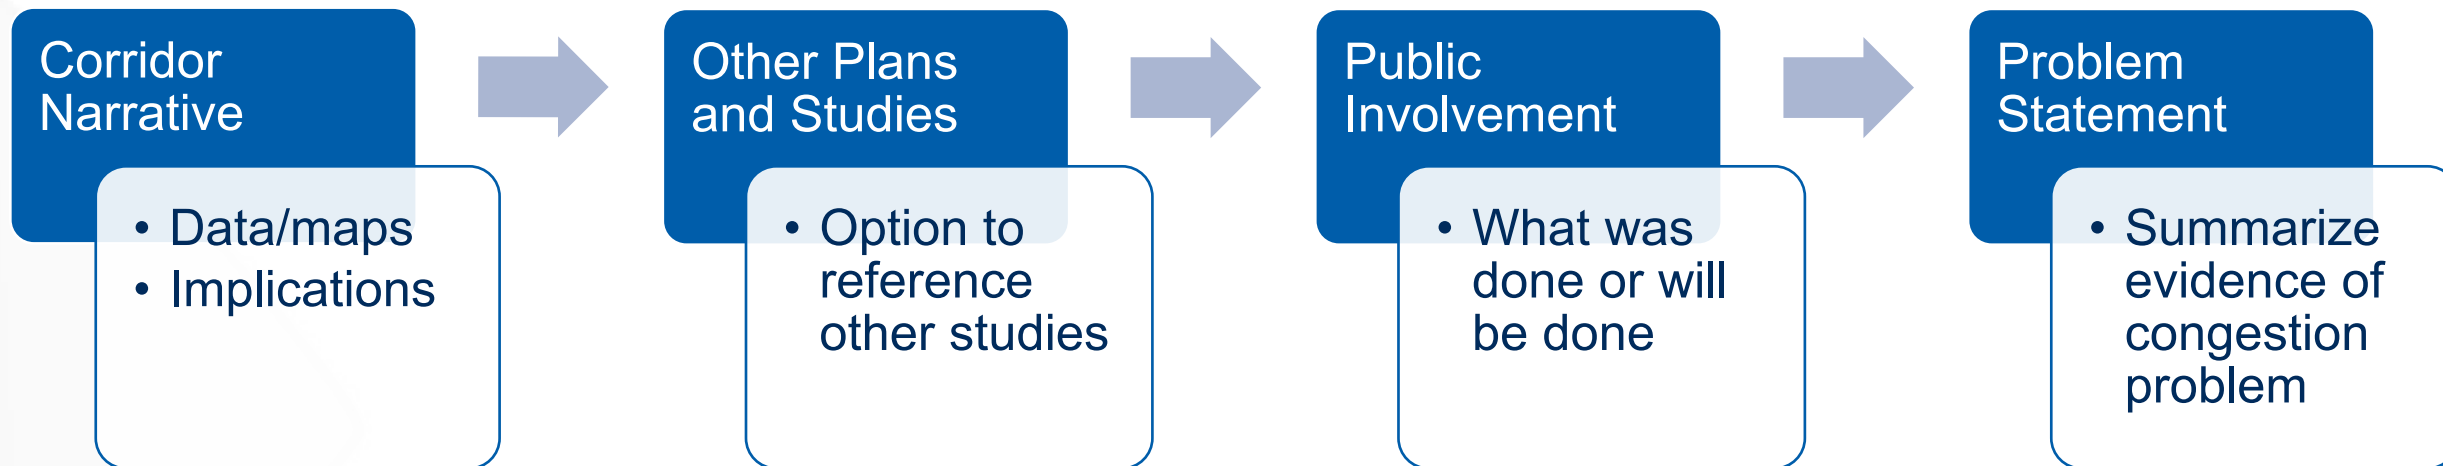 Corridor
Narrative
• Data/maps
• Implications
Other Plans
and Studies
• Option to
reference
other studies
Public
Involvement
• What was
done or will
be done
Problem
Statement
• Summarize
evidence of
congestion
problem